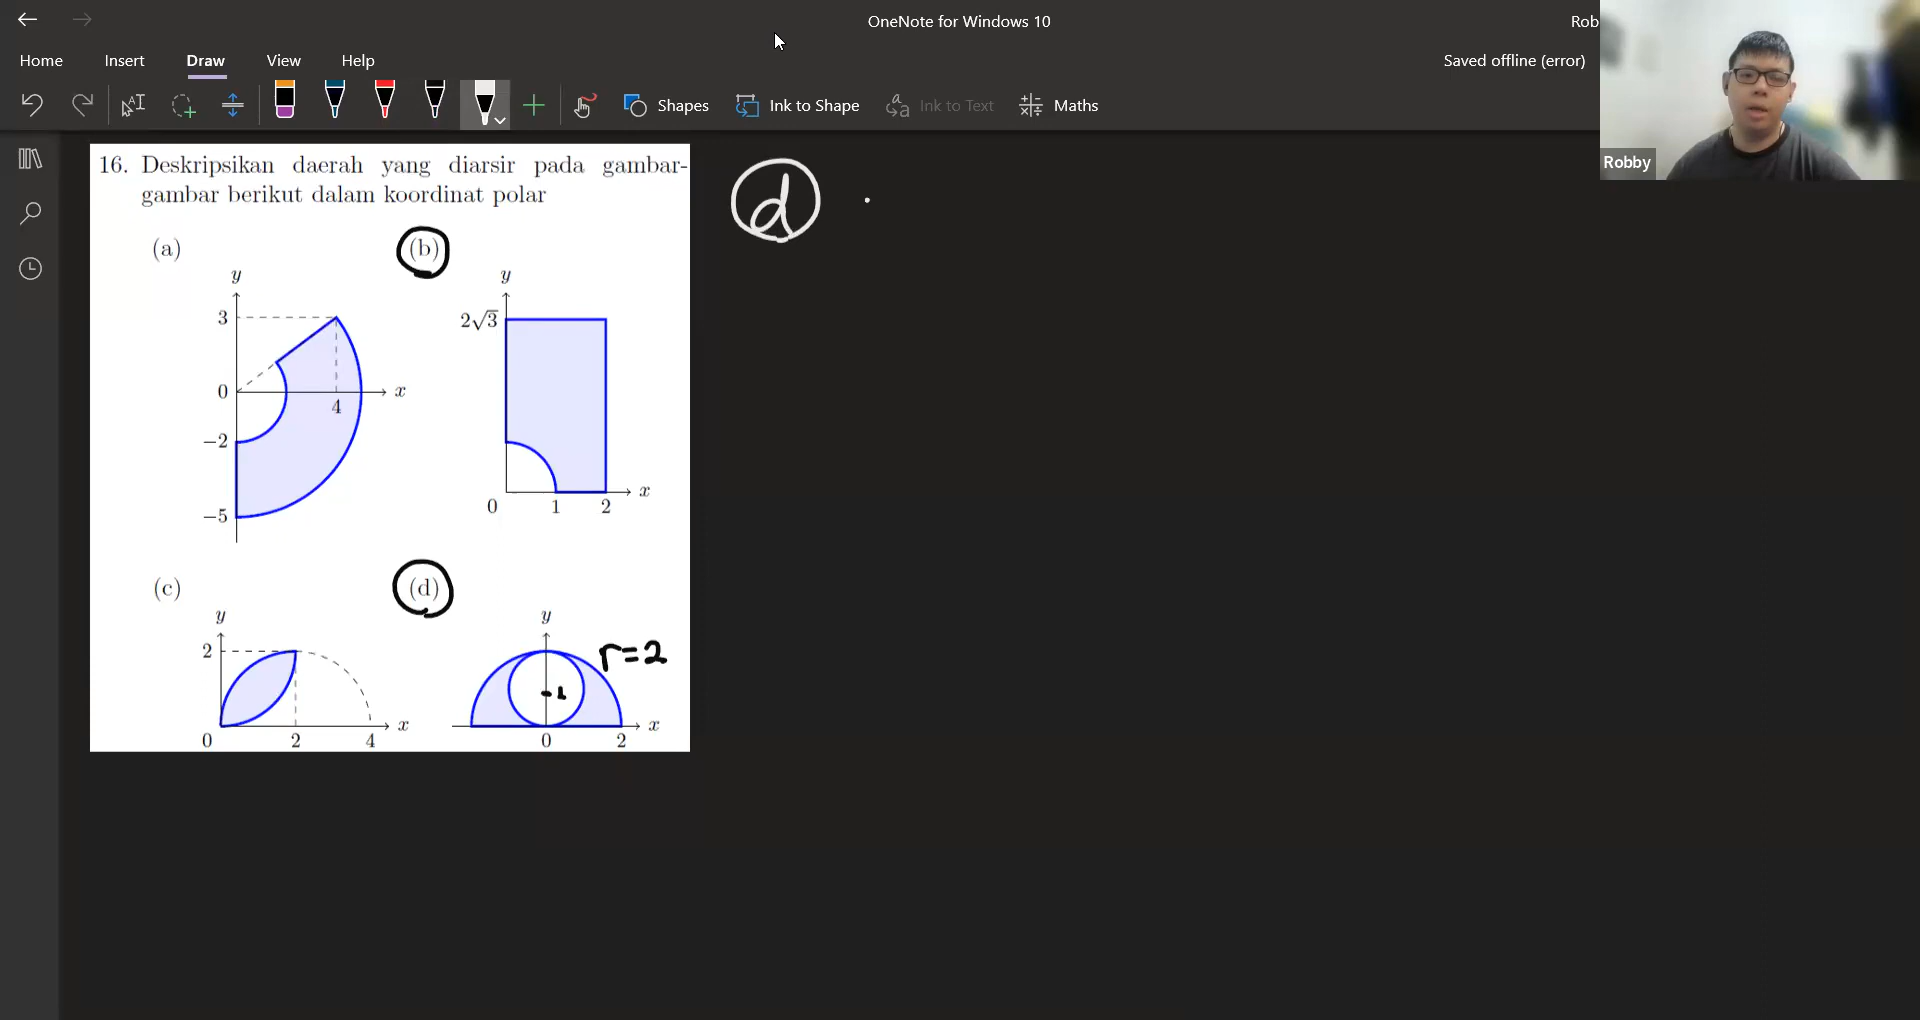 OneNote for Windows 10
Rob
Home Insert Draw View Help
Saved offline (error)
Shapes Ink to Shape Ink to Text Maths
Robby
16. Deskripsikan daerah yang diarsir pada gambar-
gambar berikut dalam koordinat polar
(a)
y
3
0
x
4
−2
−5
(b)
y
2√3
x
0 1 2
(c)
y
2
x
0 2 4
(d)
y
r=2
1
x
0 2
d